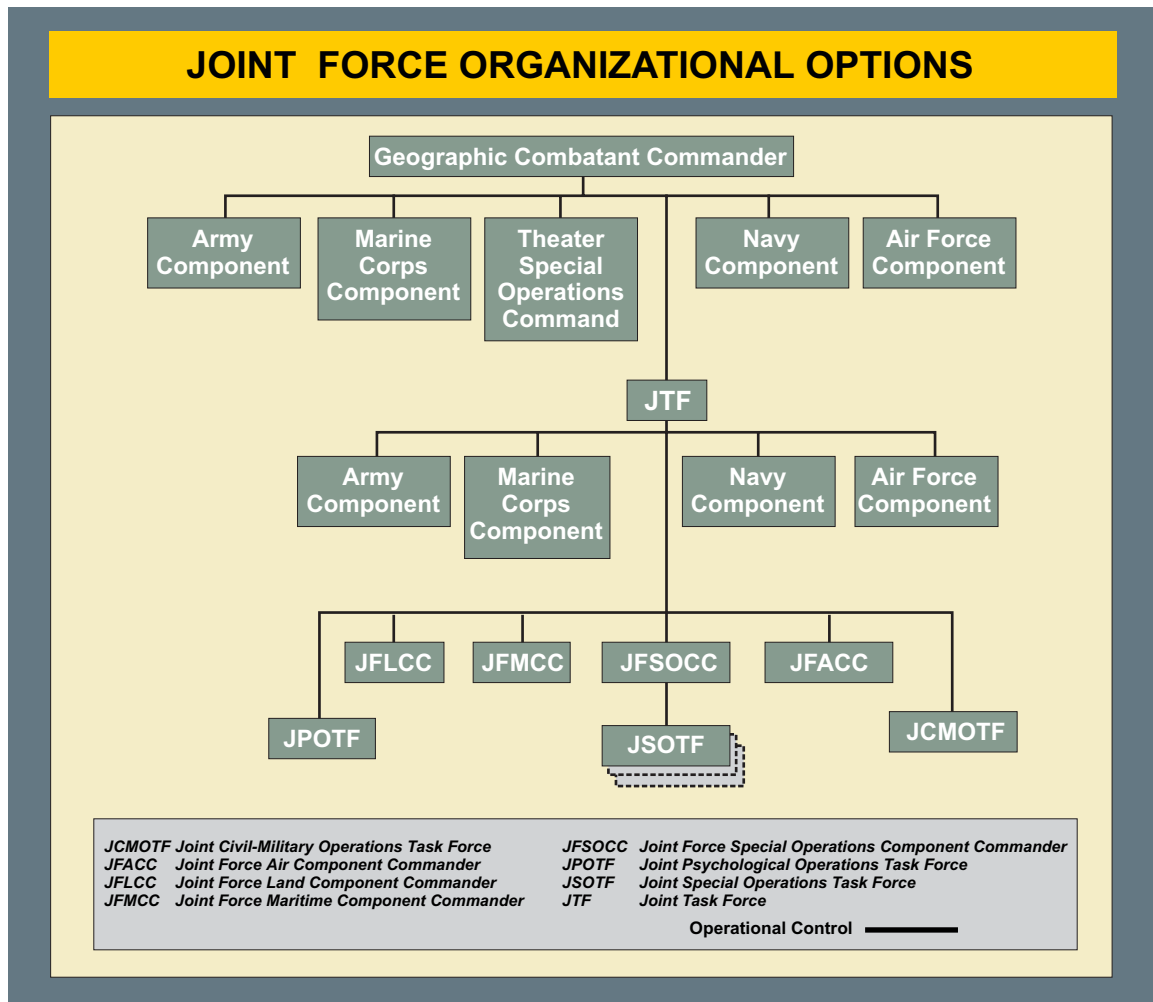 JOINT FORCE ORGANIZATIONAL OPTIONS
Geographic Combatant Commander
Army
Component
Marine
Corps
Component
Theater
Special
Operations
Command
Navy
Component
Air Force
Component
JTF
Army
Component
Marine
Corps
Component
Navy
Component
Air Force
Component
JFLCC
JFMCC
JFSOCC
JFACC
JPOTF
JSOTF
JCMOTF
JCMOTF Joint Civil-Military Operations Task Force
JFACC Joint Force Air Component Commander
JFLCC Joint Force Land Component Commander
JFMCC Joint Force Maritime Component Commander
JFSOCC Joint Force Special Operations Component Commander
JPOTF Joint Psychological Operations Task Force
JSOTF Joint Special Operations Task Force
JTF Joint Task Force
Operational Control